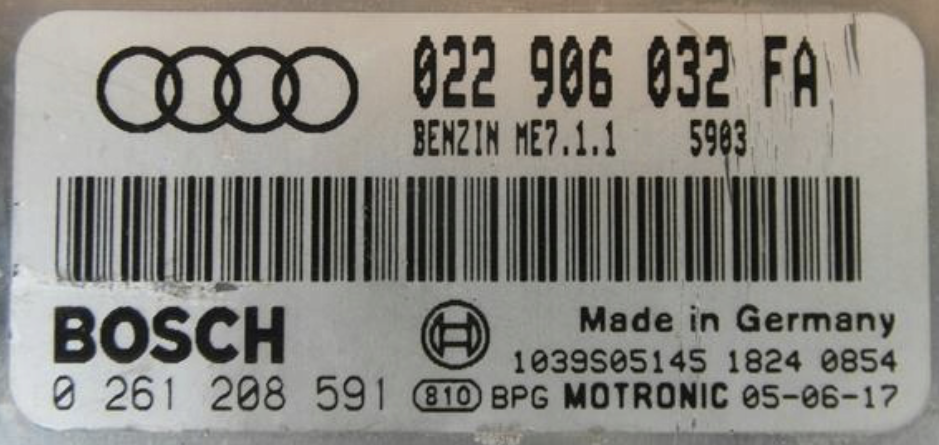 022 906 032 FA
BENZIN ME7.1.1 5903
BOSCH
Made in Germany
1039S05145 1824 0854
0 261 208 591
810 BPG MOTRONIC 05-06-17